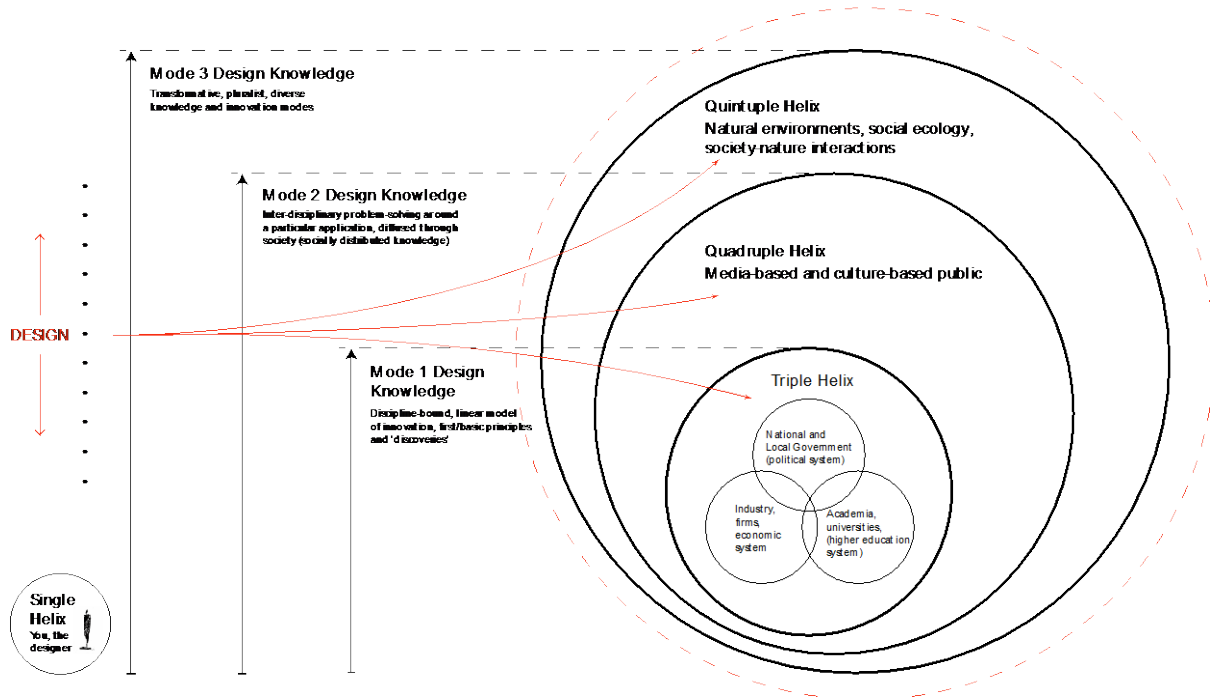 Mode 3 Design Knowledge
Transformative, pluralist, diverse
knowledge and innovation modes
Quintuple Helix
Natural environments, social ecology,
society-nature interactions
Mode 2 Design Knowledge
Inter-disciplinary problem-solving around
a particular application, diffused through
society (socially distributed knowledge)
Quadruple Helix
Media-based and culture-based public
DESIGN
Mode 1 Design
Knowledge
Discipline-bound, linear model
of innovation, first/basic principles
and 'discoveries'
Triple Helix
National and
Local Government
(political system)
Industry,
firms,
economic
system
Academia,
universities,
(higher education
system)
Single
Helix
You, the
designer